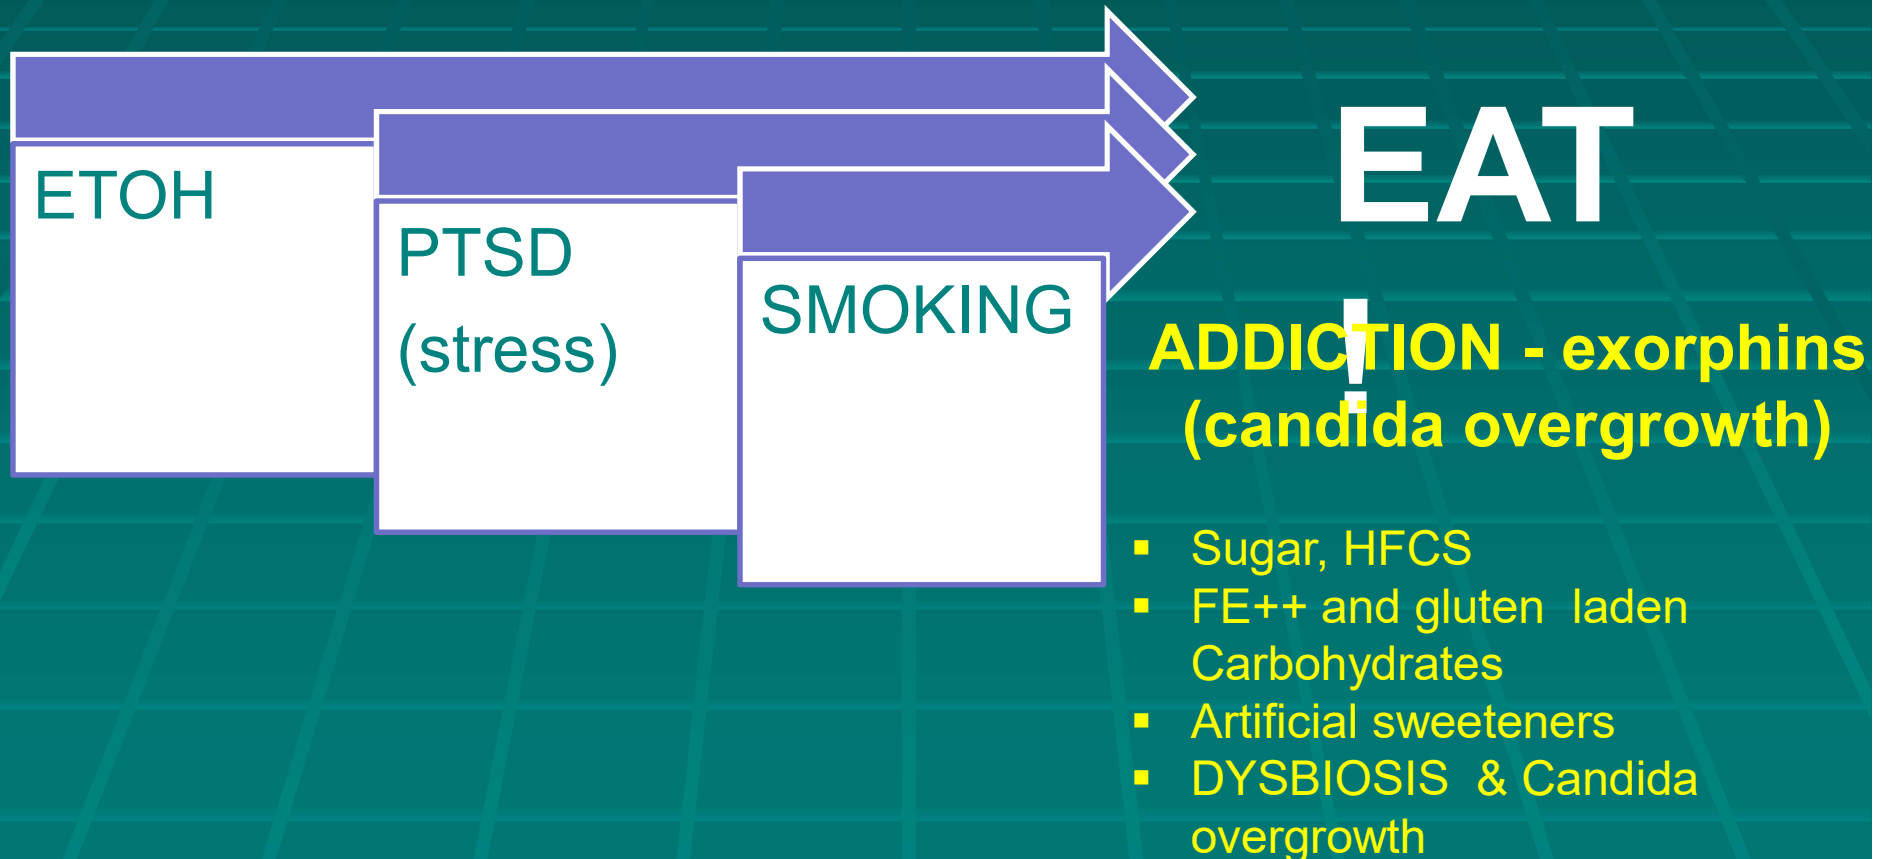 ETOH
PTSD
(stress)
SMOKING
EAT
!
ADDICTION - exorphins
(candida overgrowth)
▪ Sugar, HFCS
▪ FE++ and gluten laden
Carbohydrates
▪ Artificial sweeteners
▪ DYSBIOSIS & Candida
overgrowth